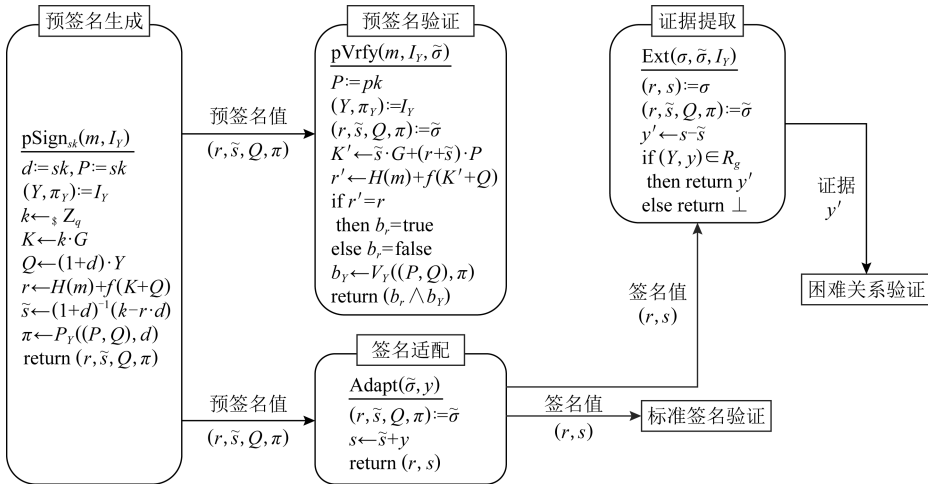 预签名生成
pSign_{sk}(m, I_Y)
d:=sk, P:=sk
(Y, π_Y):=I_Y
k←_$ Z_q
K←k·G
Q←(1+d)·Y
r←H(m)+f(K+Q)
s̃←(1+d)^{-1}(k-r·d)
π←P_Y((P, Q), d)
return (r, s̃, Q, π)
预签名值
(r, s̃, Q, π)
预签名值
(r, s̃, Q, π)
预签名验证
pVrfy(m, I_Y, σ̃)
P:=pk
(Y, π_Y):=I_Y
(r, s̃, Q, π):=σ̃
K′←s̃·G+(r+s̃)·P
r′←H(m)+f(K′+Q)
if r′=r
then b_r=true
else b_r=false
b_Y←V_Y((P, Q), π)
return (b_r∧b_Y)
签名适配
Adapt(σ̃, y)
(r, s̃, Q, π):=σ̃
s←s̃+y
return (r, s)
签名值
(r, s)
标准签名验证
签名值
(r, s)
证据提取
Ext(σ, σ̃, I_Y)
(r, s):=σ
(r, s̃, Q, π):=σ̃
y′←s-s̃
if (Y, y)∈R_g
then return y′
else return ⊥
证据
y′
困难关系验证